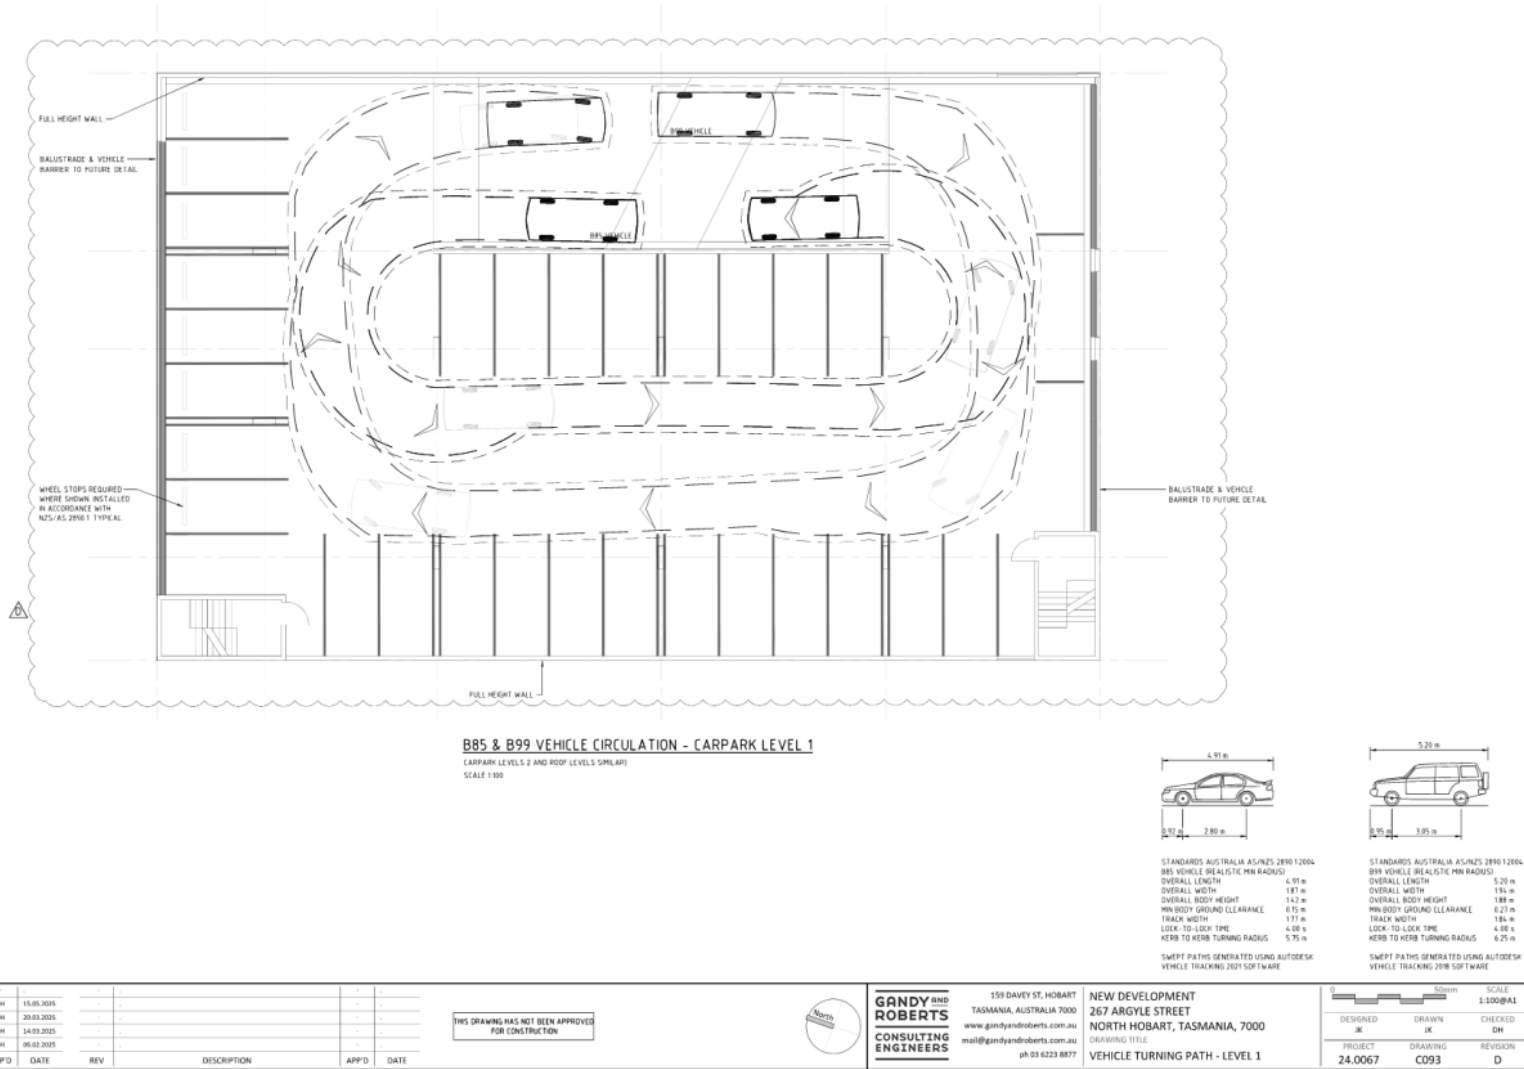 FULL HEIGHT WALL
BALUSTRADE & VEHICLE
BARRIER TO FUTURE DETAIL
B99 VEHICLE
B85 VEHICLE
WHEEL STOPS REQUIRED
WHERE SHOWN INSTALLED
IN ACCORDANCE WITH
NZS/AS 2890.1 TYPICAL
BALUSTRADE & VEHICLE
BARRIER TO FUTURE DETAIL
D
FULL HEIGHT WALL
B85 & B99 VEHICLE CIRCULATION - CARPARK LEVEL 1
CARPARK LEVELS 2 AND ROOF LEVELS SIMILAR)
SCALE 1:100
4.91 m
0.92 m 2.80 m
STANDARDS AUSTRALIA AS/NZS 2890.1:2004
B85 VEHICLE (REALISTIC MIN RADIUS)
OVERALL LENGTH 4.91 m
OVERALL WIDTH 1.87 m
OVERALL BODY HEIGHT 1.42 m
MIN BODY GROUND CLEARANCE 0.15 m
TRACK WIDTH 1.77 m
LOCK-TO-LOCK TIME 4.00 s
KERB TO KERB TURNING RADIUS 5.75 m
SWEPT PATHS GENERATED USING AUTODESK
VEHICLE TRACKING 2021 SOFTWARE
5.20 m
0.95 m 3.05 m
STANDARDS AUSTRALIA AS/NZS 2890.1:2004
B99 VEHICLE (REALISTIC MIN RADIUS)
OVERALL LENGTH 5.20 m
OVERALL WIDTH 1.94 m
OVERALL BODY HEIGHT 1.88 m
MIN BODY GROUND CLEARANCE 0.27 m
TRACK WIDTH 1.84 m
LOCK-TO-LOCK TIME 4.00 s
KERB TO KERB TURNING RADIUS 6.25 m
SWEPT PATHS GENERATED USING AUTODESK
VEHICLE TRACKING 2018 SOFTWARE
15.05.2025
20.03.2025
14.03.2025
06.02.2025
P'D DATE REV DESCRIPTION APP'D DATE
THIS DRAWING HAS NOT BEEN APPROVED
FOR CONSTRUCTION
North
GANDY AND
ROBERTS
CONSULTING
ENGINEERS
159 DAVEY ST, HOBART
TASMANIA, AUSTRALIA 7000
www.gandyandroberts.com.au
mail@gandyandroberts.com.au
ph 03 6223 8877
NEW DEVELOPMENT
267 ARGYLE STREET
NORTH HOBART, TASMANIA, 7000
DRAWING TITLE
VEHICLE TURNING PATH - LEVEL 1
0 50mm
SCALE
1:100@A1
DESIGNED DRAWN CHECKED
JK JK DH
PROJECT DRAWING REVISION
24.0067 C093 D